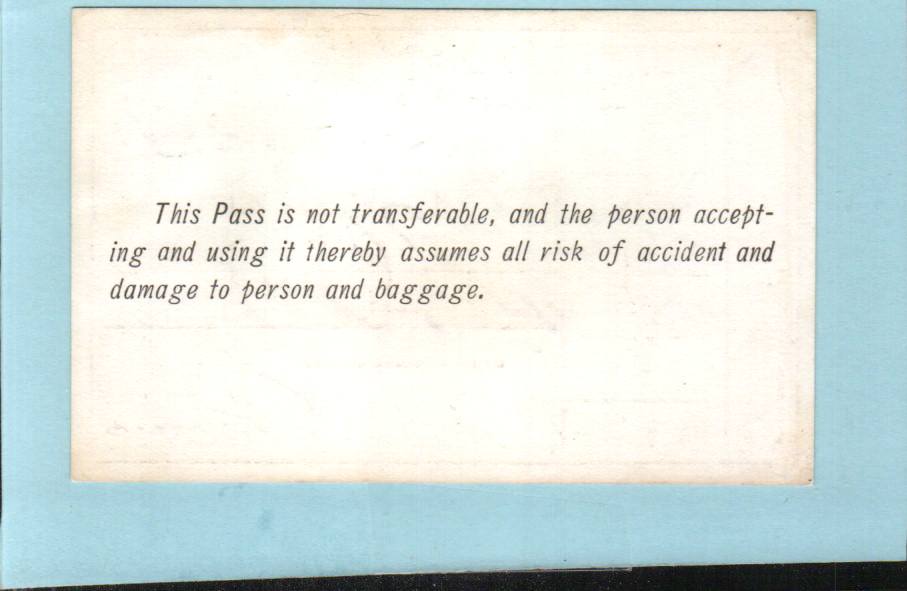 This Pass is not transferable, and the person accept-
ing and using it thereby assumes all risk of accident and
damage to person and baggage.